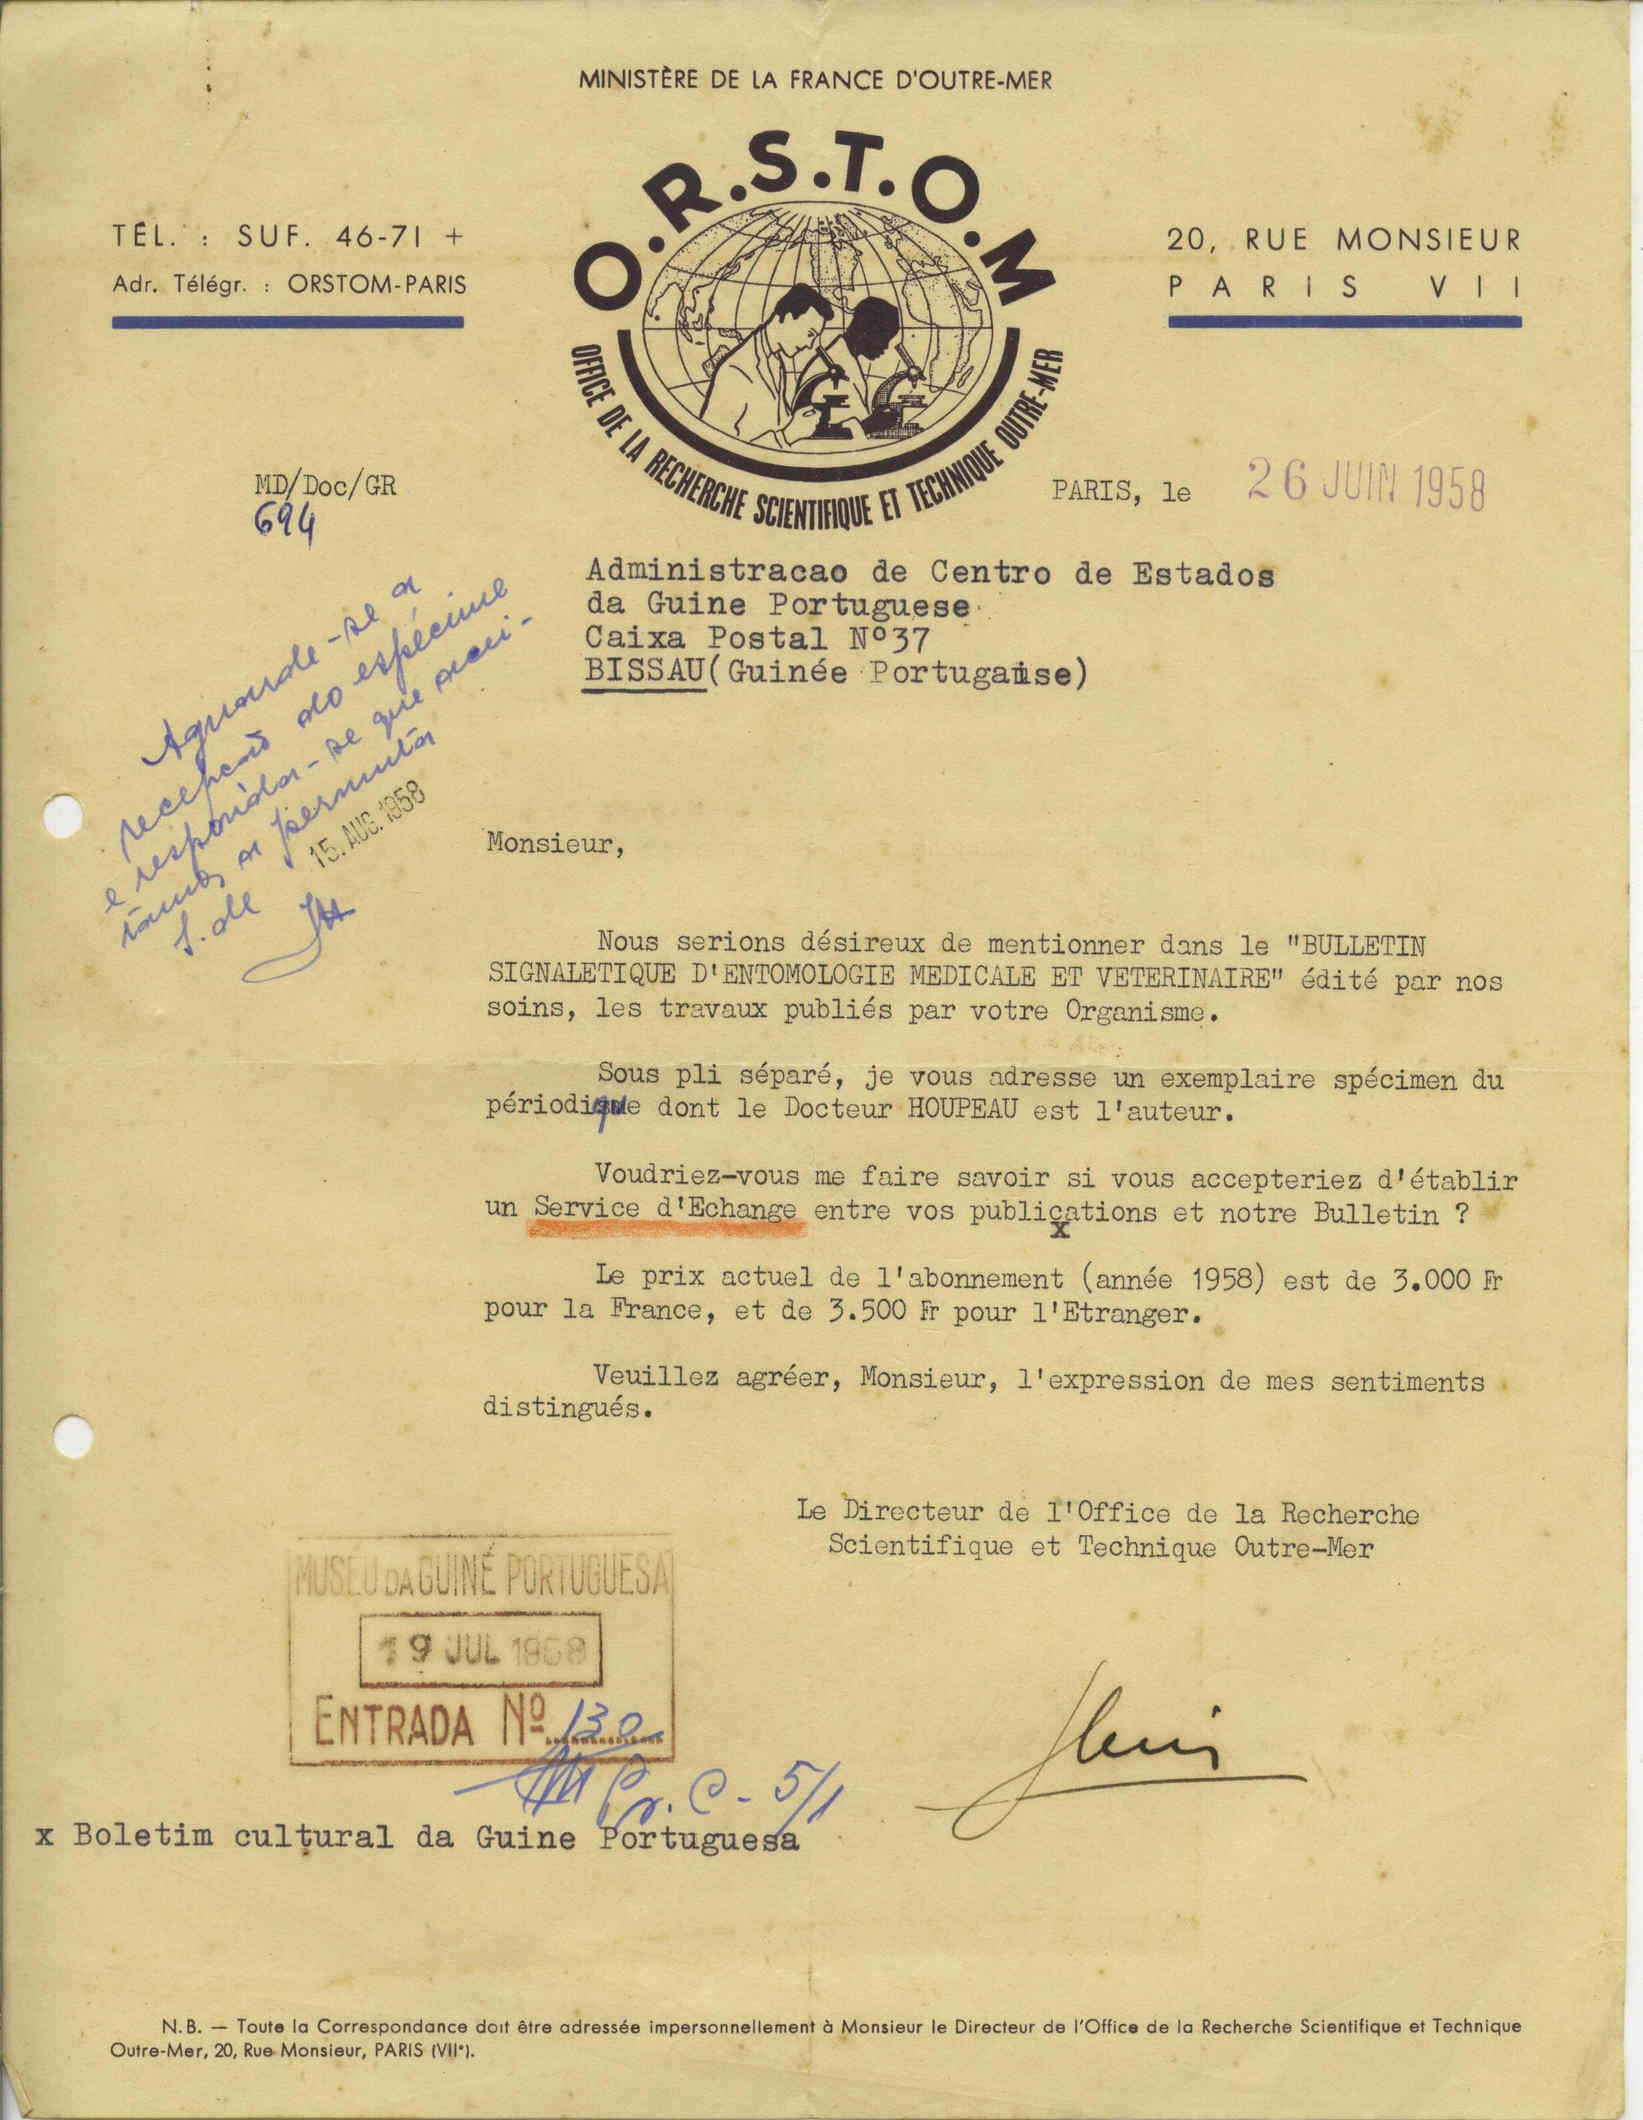 MINISTÈRE DE LA FRANCE D'OUTRE-MER
O.R.S.T.O.M
OFFICE DE LA RECHERCHE SCIENTIFIQUE ET TECHNIQUE OUTRE-MER
TÉL. : SUF. 46-71 +
Adr. Télégr. : ORSTOM-PARIS
20, RUE MONSIEUR
PARIS VII
MD/Doc/GR
694
PARIS, le 26 JUIN 1958
Administracao de Centro de Estados
da Guine Portuguese
Caixa Postal Nº37
BISSAU(Guinée Portugaise)
Aguarde-se a
recepção do espécime
e responda-se que acei-
tamos a permuta
15. AUG. 1958
Monsieur,
Nous serions désireux de mentionner dans le "BULLETIN
SIGNALETIQUE D'ENTOMOLOGIE MEDICALE ET VETERINAIRE" édité par nos
soins, les travaux publiés par votre Organisme.
Sous pli séparé, je vous adresse un exemplaire spécimen du
périodique dont le Docteur HOUPEAU est l'auteur.
Voudriez-vous me faire savoir si vous accepteriez d'établir
un Service d'Echange entre vos publications et notre Bulletin ?
x
Le prix actuel de l'abonnement (année 1958) est de 3.000 Fr
pour la France, et de 3.500 Fr pour l'Etranger.
Veuillez agréer, Monsieur, l'expression de mes sentiments
distingués.
Le Directeur de l'Office de la Recherche
Scientifique et Technique Outre-Mer
MUSEU DA GUINÉ PORTUGUESA
19 JUL 1958
ENTRADA Nº 130
5/1
x Boletim cultural da Guine Portuguesa
N.B. — Toute la Correspondance doit être adressée impersonnellement à Monsieur le Directeur de l'Office de la Recherche Scientifique et Technique
Outre-Mer, 20, Rue Monsieur, PARIS (VIIe).